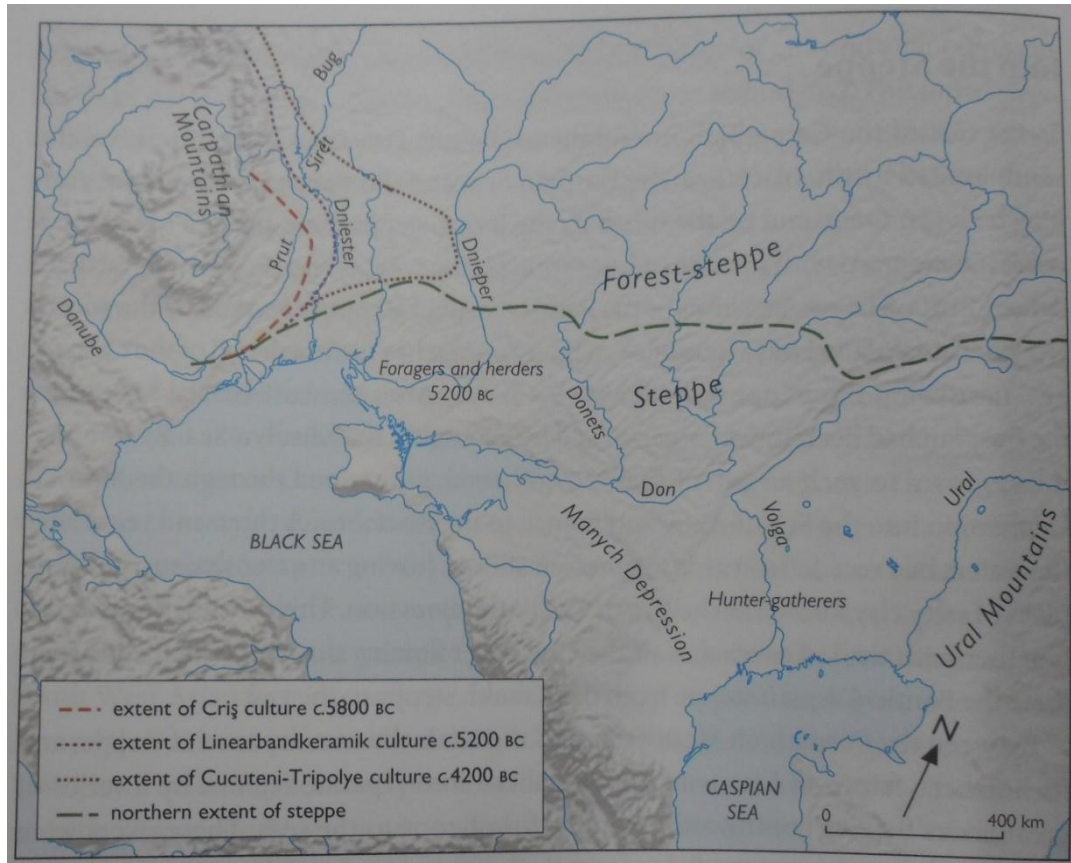 Bug
Carpathian
Mountains
Siret
Dniester
Prut
Dnieper
Forest-steppe
Danube
Foragers and herders
5200 BC
Steppe
Donets
Don
Volga
Ural
BLACK SEA
Manych Depression
Hunter-gatherers
Ural Mountains
extent of Criş culture c.5800 BC
extent of Linearbandkeramik culture c.5200 BC
extent of Cucuteni-Tripolye culture c.4200 BC
northern extent of steppe
CASPIAN
SEA
N
0 400 km